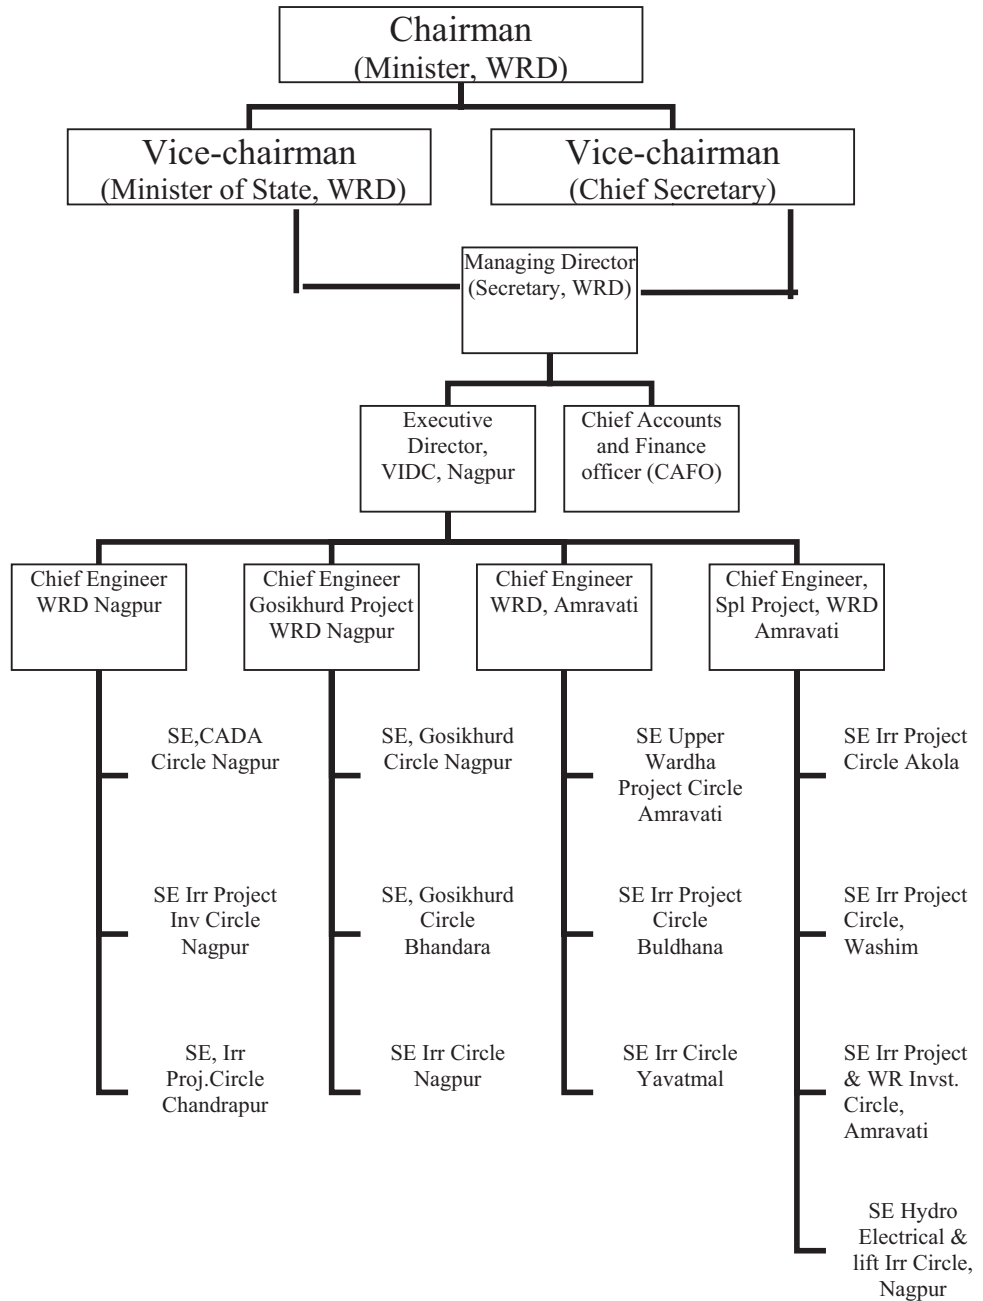 Chairman
(Minister, WRD)
Vice-chairman
(Minister of State, WRD)
Vice-chairman
(Chief Secretary)
Managing Director
(Secretary, WRD)
Executive
Director,
VIDC, Nagpur
Chief Accounts
and Finance
officer (CAFO)
Chief Engineer
WRD Nagpur
Chief Engineer
Gosikhurd Project
WRD Nagpur
Chief Engineer
WRD, Amravati
Chief Engineer,
Spl Project, WRD
Amravati
SE,CADA
Circle Nagpur
SE, Gosikhurd
Circle Nagpur
SE Upper
Wardha
Project Circle
Amravati
SE Irr Project
Circle Akola
SE Irr Project
Inv Circle
Nagpur
SE, Gosikhurd
Circle
Bhandara
SE Irr Project
Circle
Buldhana
SE Irr Project
Circle,
Washim
SE, Irr
Proj.Circle
Chandrapur
SE Irr Circle
Nagpur
SE Irr Circle
Yavatmal
SE Irr Project
& WR Invst.
Circle,
Amravati
SE Hydro
Electrical &
lift Irr Circle,
Nagpur